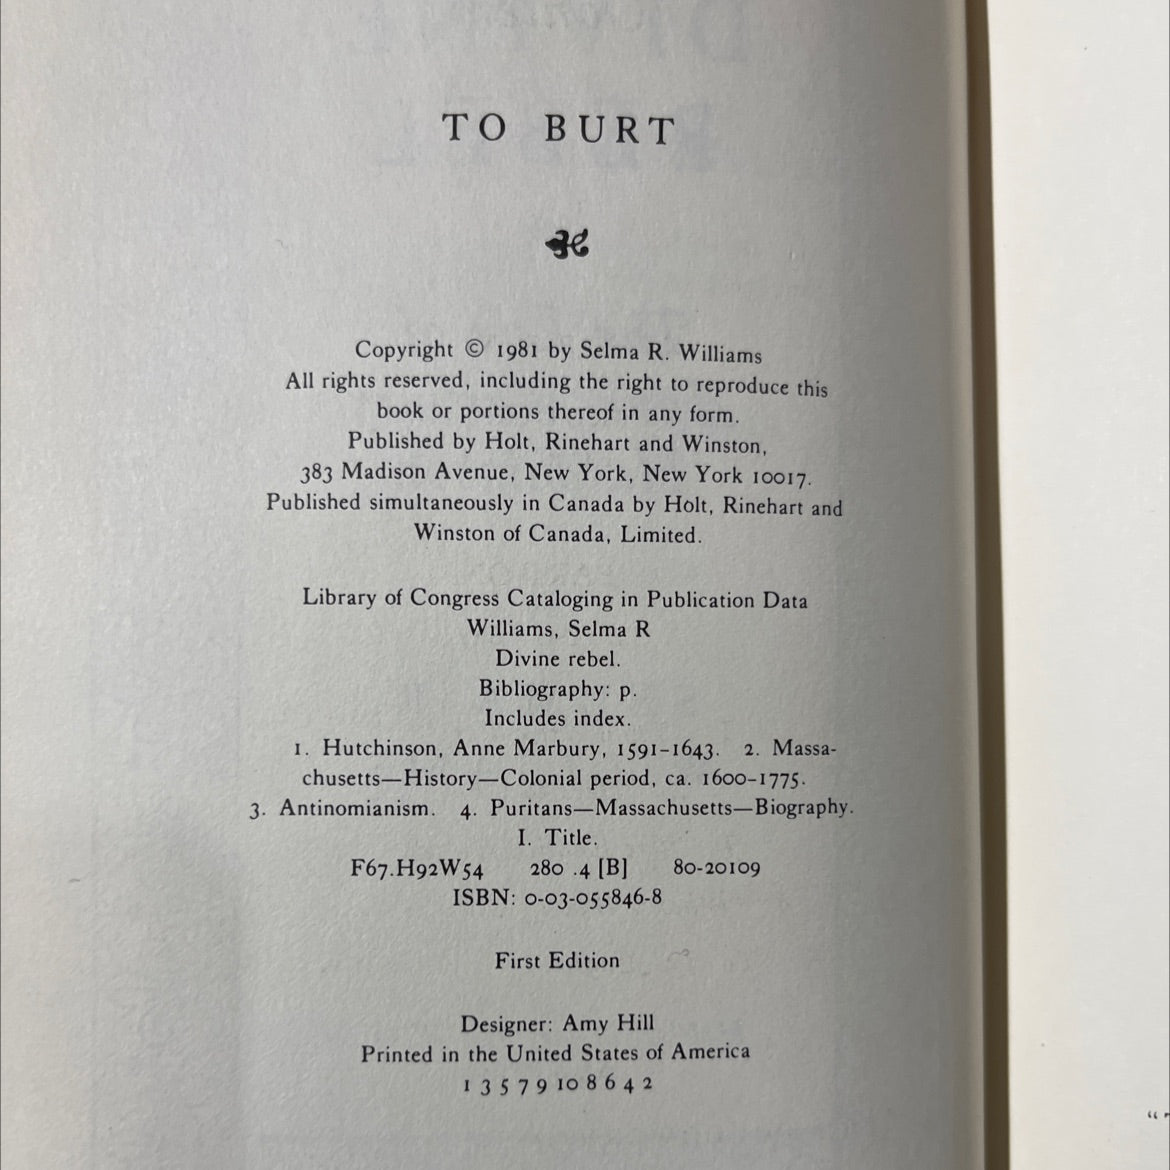 TO BURT
Copyright © 1981 by Selma R. Williams
All rights reserved, including the right to reproduce this
book or portions thereof in any form.
Published by Holt, Rinehart and Winston,
383 Madison Avenue, New York, New York 10017.
Published simultaneously in Canada by Holt, Rinehart and
Winston of Canada, Limited.
Library of Congress Cataloging in Publication Data
Williams, Selma R
Divine rebel.
Bibliography: p.
Includes index.
1. Hutchinson, Anne Marbury, 1591–1643. 2. Massa-
chusetts—History—Colonial period, ca. 1600–1775.
3. Antinomianism. 4. Puritans—Massachusetts—Biography.
I. Title.
F67.H92W54 280 .4 [B] 80-20109
ISBN: 0-03-055846-8
First Edition
Designer: Amy Hill
Printed in the United States of America
1 3 5 7 9 10 8 6 4 2